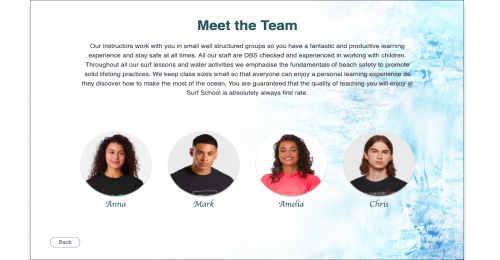 Meet the Team
Our instructors work with you in small well structured groups so you have a fantastic and productive learning
experience and stay safe at all times. All our staff are DBS checked and experienced in working with children.
Throughout all our surf lessons and water activities we emphasise the fundamentals of beach safety to promote
solid lifelong practices. We keep class sizes small so that everyone can enjoy a personal learning experience as
they discover how to make the most of the ocean. You are guaranteed that the quality of teaching you will enjoy at
Surf School is absolutely always first rate.
Anna Mark Amelia Chris
Back